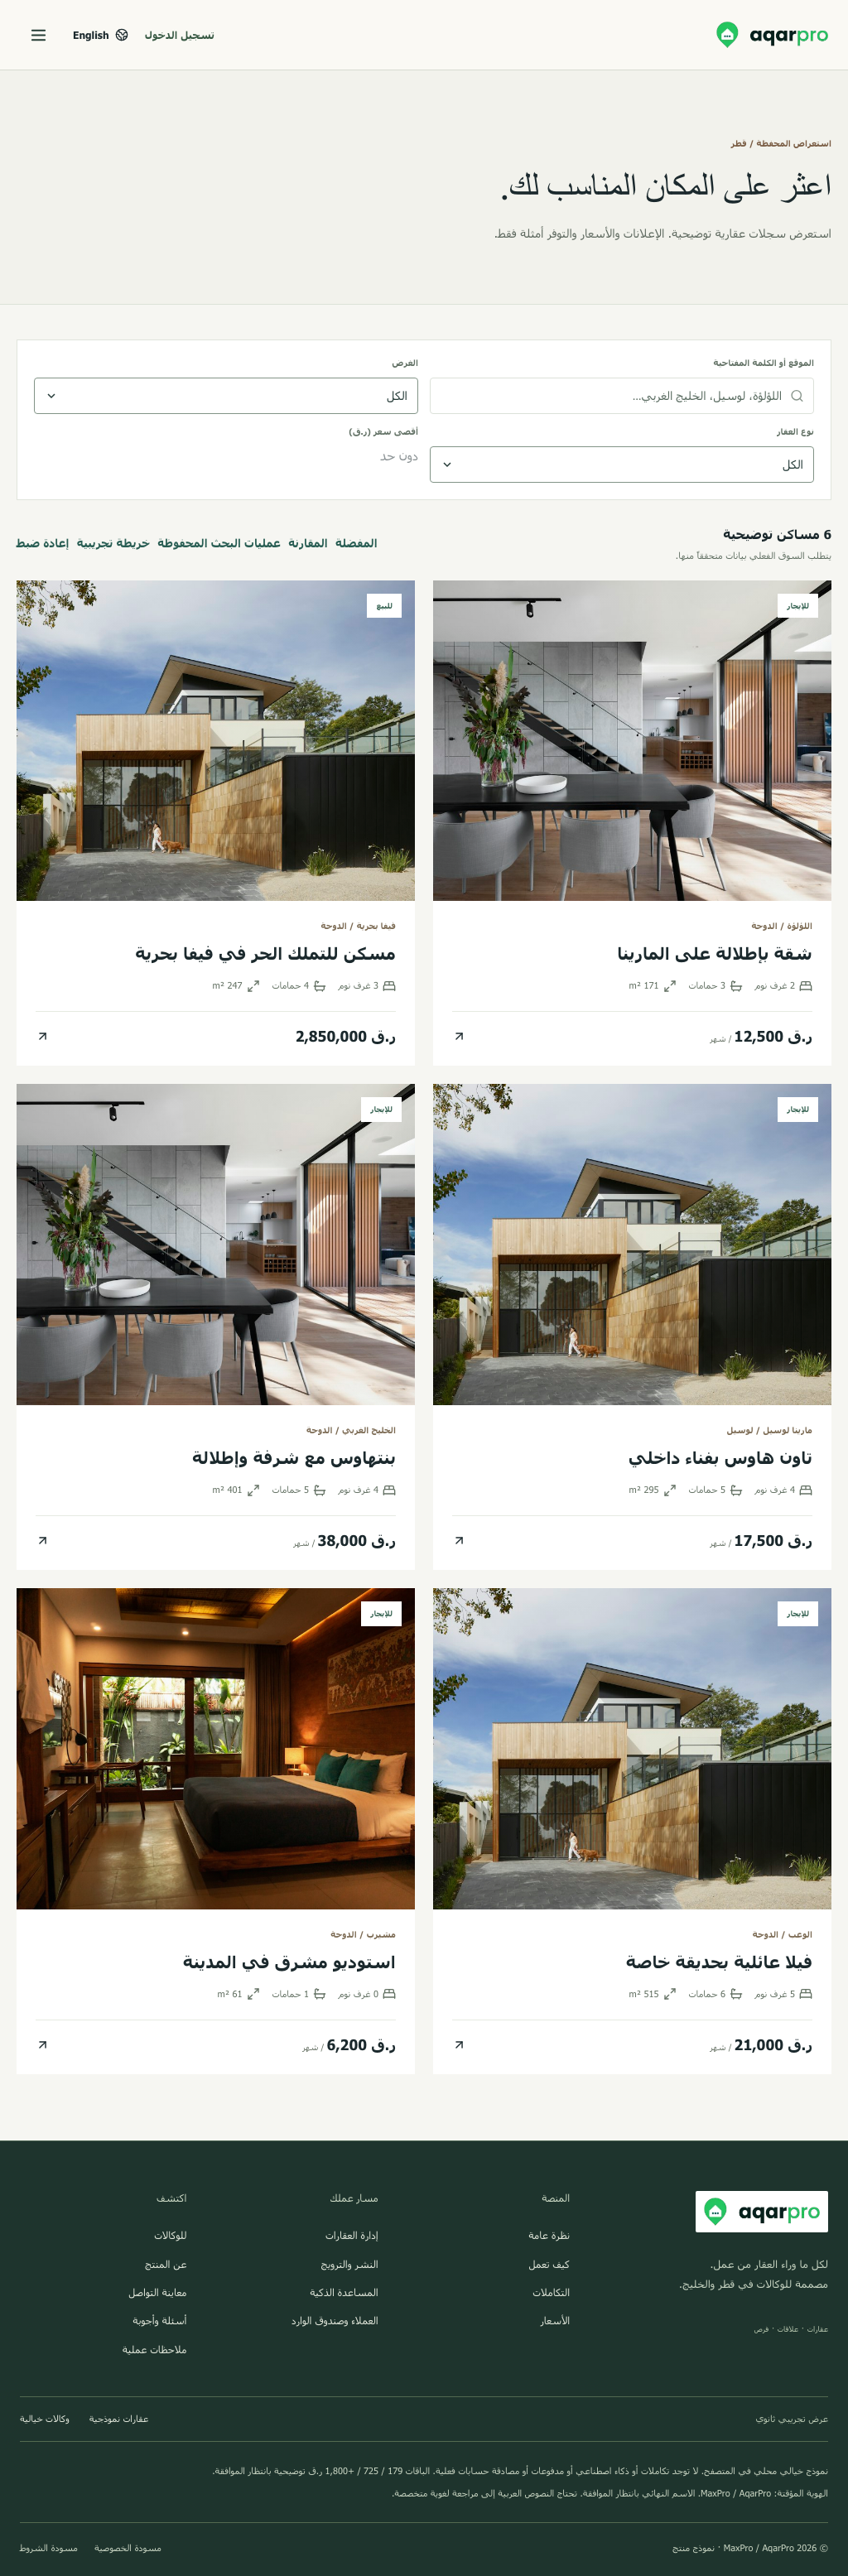 aqarpro
تسجيل الدخول
English
استعراض المحفظة / قطر
اعثر على المكان المناسب لك.
استعرض سجلات عقارية توضيحية. الإعلانات والأسعار والتوفر أمثلة فقط.
الموقع أو الكلمة المفتاحية
الغرض
اللؤلؤة، لوسيل، الخليج الغربي...
الكل
نوع العقار
أقصى سعر (ر.ق)
الكل
دون حد
6 مساكن توضيحية
يتطلب السوق الفعلي بيانات متحققاً منها.
المفضلة
المقارنة
عمليات البحث المحفوظة
خريطة تجريبية
إعادة ضبط
للإيجار
اللؤلؤة / الدوحة
شقة بإطلالة على المارينا
2 غرف نوم
3 حمامات
171 m²
ر.ق 12,500 / شهر
للبيع
فيفا بحرية / الدوحة
مسكن للتملك الحر في فيفا بحرية
3 غرف نوم
4 حمامات
247 m²
ر.ق 2,850,000
للإيجار
مارينا لوسيل / لوسيل
تاون هاوس بفناء داخلي
4 غرف نوم
5 حمامات
295 m²
ر.ق 17,500 / شهر
للإيجار
الخليج الغربي / الدوحة
بنتهاوس مع شرفة وإطلالة
4 غرف نوم
5 حمامات
401 m²
ر.ق 38,000 / شهر
للإيجار
الوعب / الدوحة
فيلا عائلية بحديقة خاصة
5 غرف نوم
6 حمامات
515 m²
ر.ق 21,000 / شهر
للإيجار
مشيرب / الدوحة
استوديو مشرق في المدينة
0 غرف نوم
1 حمامات
61 m²
ر.ق 6,200 / شهر
aqarpro
لكل ما وراء العقار من عمل.
مصممة للوكالات في قطر والخليج.
عقارات · علاقات · فرص
المنصة
نظرة عامة
كيف تعمل
التكاملات
الأسعار
مسار عملك
إدارة العقارات
النشر والترويج
المساعدة الذكية
العملاء وصندوق الوارد
اكتشف
للوكالات
عن المنتج
معاينة التواصل
أسئلة وأجوبة
ملاحظات عملية
عرض تجريبي ثانوي
عقارات نموذجية
وكالات خيالية
نموذج خيالي محلي في المتصفح. لا توجد تكاملات أو ذكاء اصطناعي أو مدفوعات أو مصادقة حسابات فعلية. الباقات 179 / 725 / +1,800 ر.ق توضيحية بانتظار الموافقة.
الهوية المؤقتة: MaxPro / AqarPro. الاسم النهائي بانتظار الموافقة. تحتاج النصوص العربية إلى مراجعة لغوية متخصصة.
© 2026 MaxPro / AqarPro · نموذج منتج
مسودة الخصوصية
مسودة الشروط